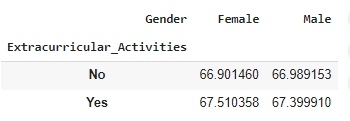 Gender Female Male
Extracurricular_Activities
No 66.901460 66.989153
Yes 67.510358 67.399910